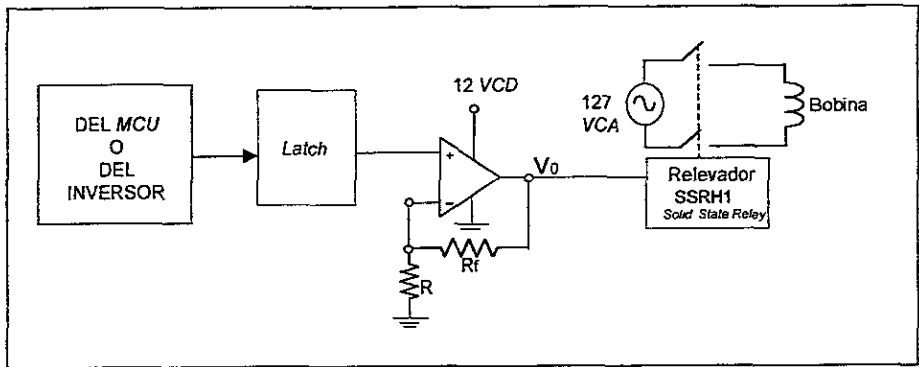 DEL MCU
O
DEL
INVERSOR
Latch
12 VCD
+
-
V0
Rf
R
127
VCA
Bobina
Relevador
SSRH1
Solid State Relay